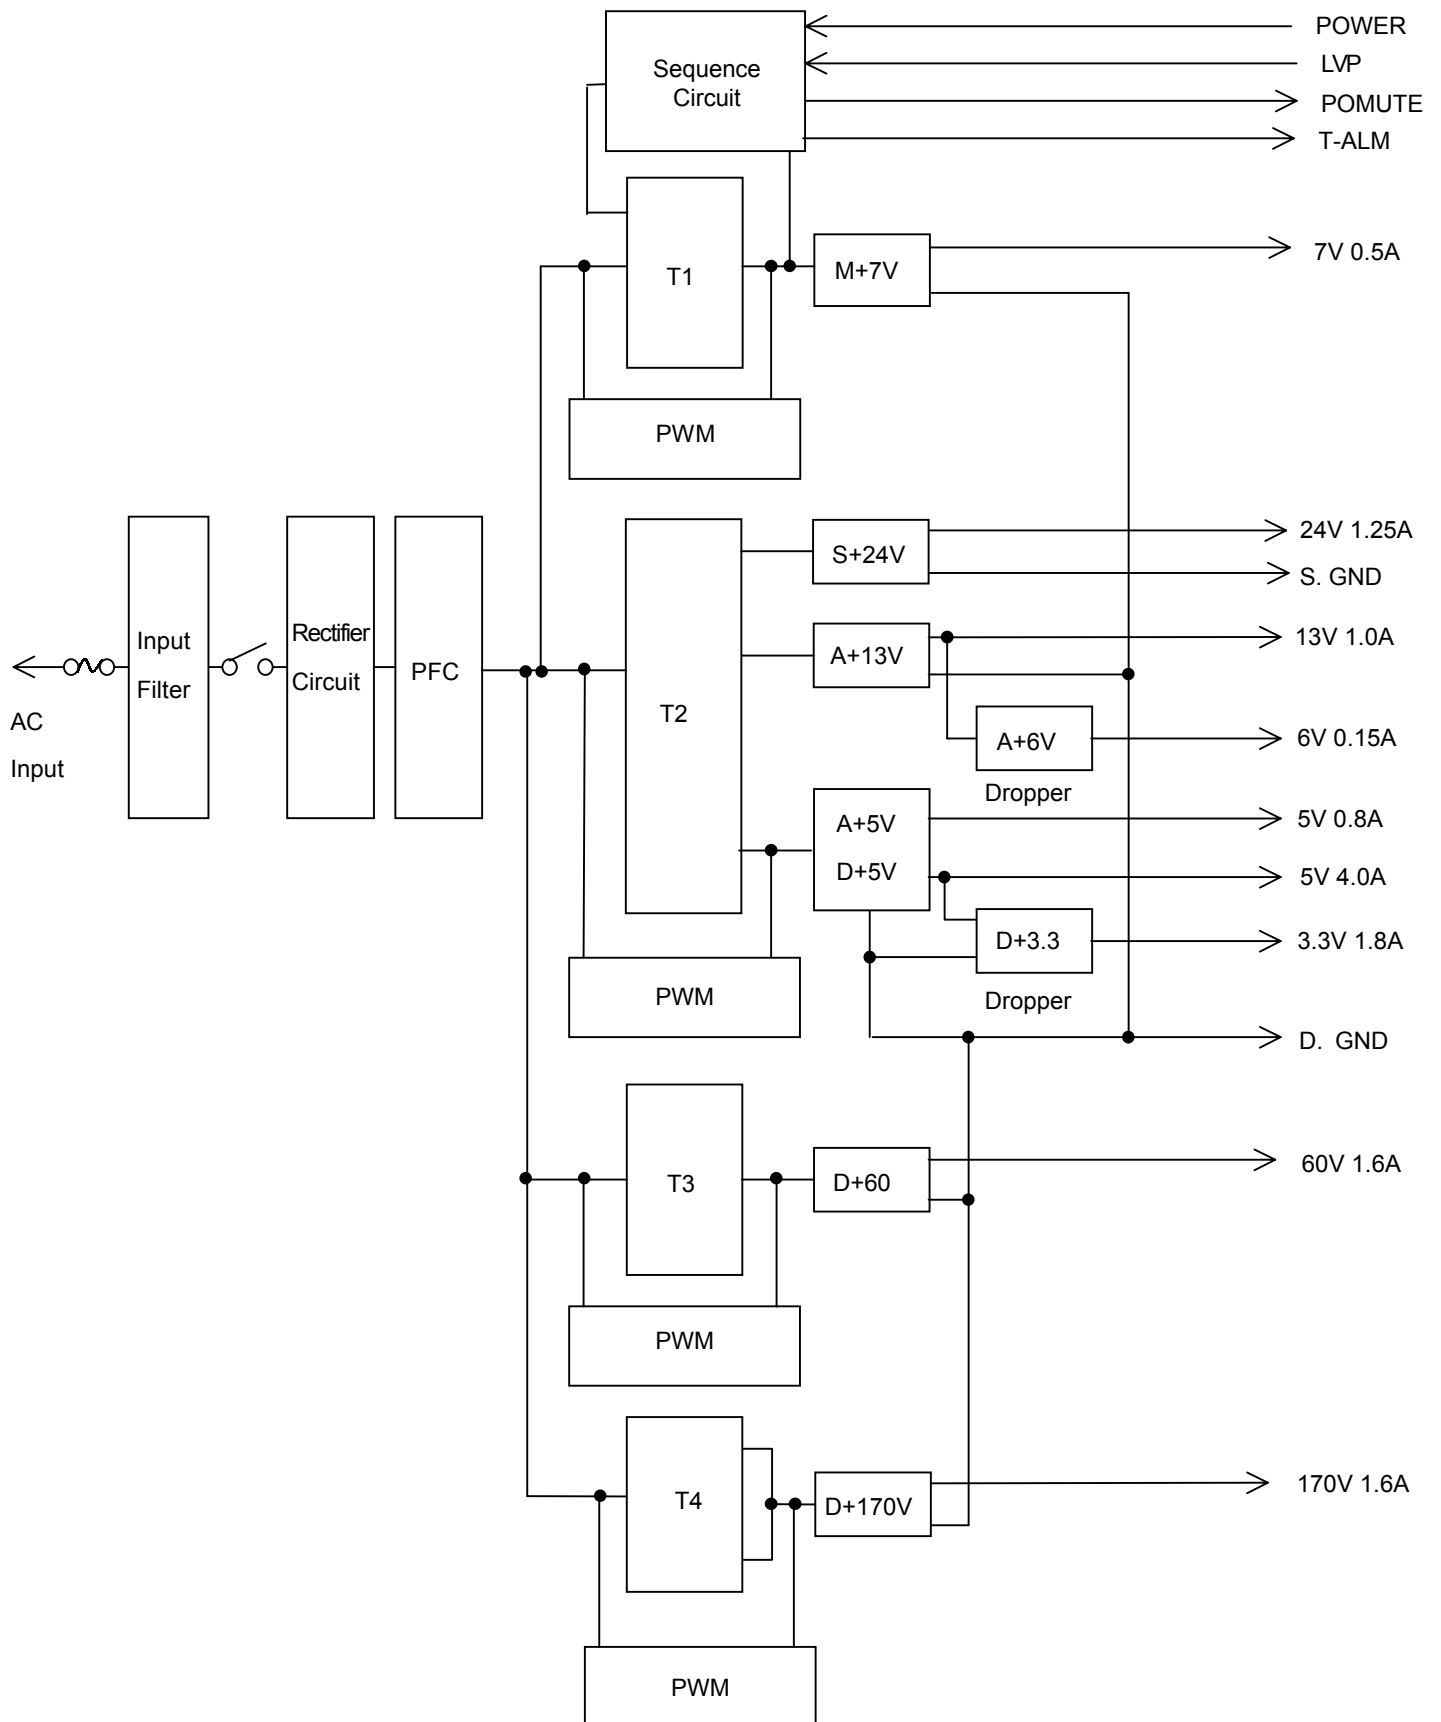 POWER
LVP
POMUTE
T-ALM
Sequence
Circuit
T1
M+7V
7V 0.5A
PWM
Input
Filter
Rectifier
Circuit
PFC
AC
Input
T2
S+24V
24V 1.25A
S. GND
A+13V
13V 1.0A
A+6V
6V 0.15A
Dropper
A+5V
D+5V
5V 0.8A
5V 4.0A
D+3.3
3.3V 1.8A
Dropper
PWM
D. GND
T3
D+60
60V 1.6A
PWM
T4
D+170V
170V 1.6A
PWM